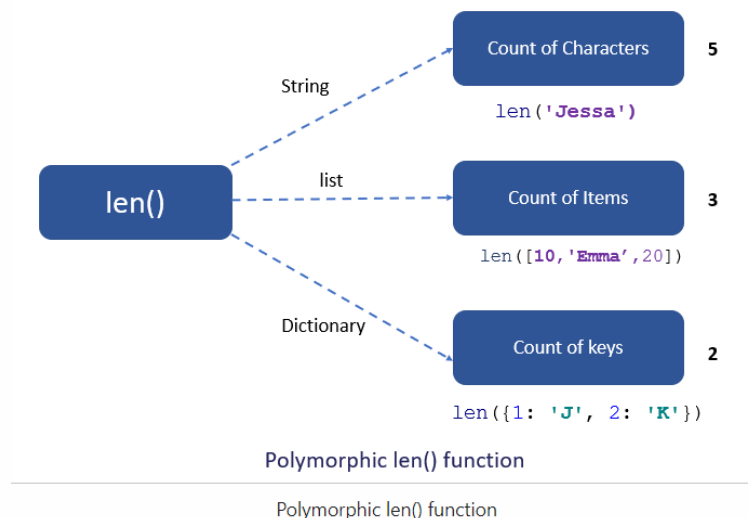 Count of Characters 5
String
len('Jessa')
len()
list
Count of Items 3
len([10,'Emma’,20])
Dictionary
Count of keys 2
len({1: 'J', 2: 'K'})
Polymorphic len() function
Polymorphic len() function